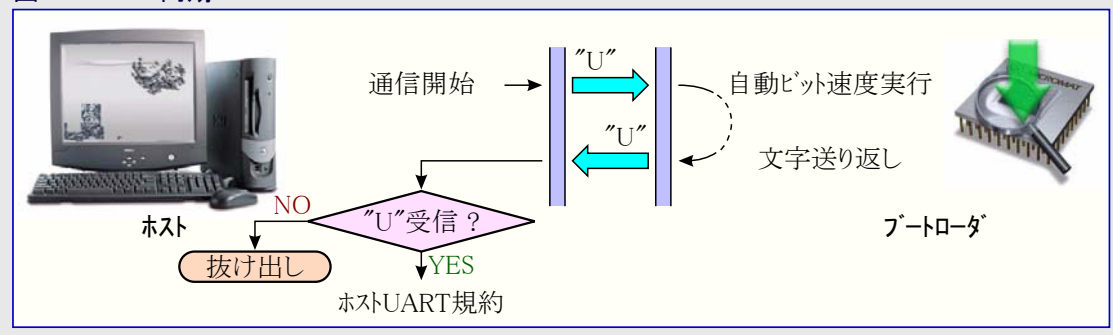 通信開始
"U"
自動ﾋﾞｯﾄ速度実行
"U"
文字送り返し
NO
"U"受信 ?
ﾎｽﾄ
ﾌﾞｰﾄﾛｰﾀﾞ
抜け出し
YES
ﾎｽﾄUART規約